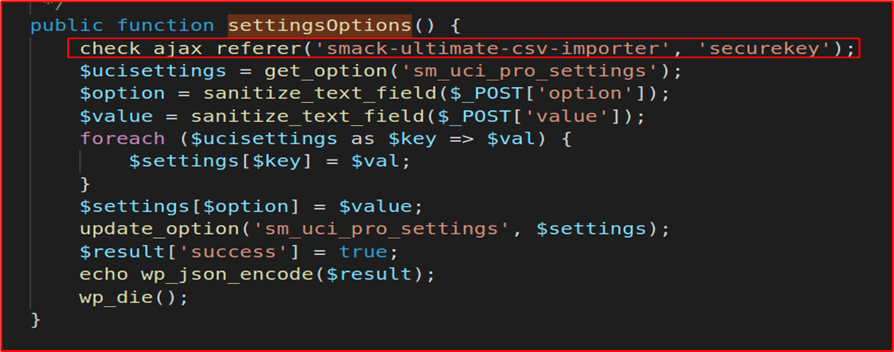 */
public function settingsOptions() {
check_ajax_referer('smack-ultimate-csv-importer', 'securekey');
$ucisettings = get_option('sm_uci_pro_settings');
$option = sanitize_text_field($_POST['option']);
$value = sanitize_text_field($_POST['value']);
foreach ($ucisettings as $key => $val) {
$settings[$key] = $val;
}
$settings[$option] = $value;
update_option('sm_uci_pro_settings', $settings);
$result['success'] = true;
echo wp_json_encode($result);
wp_die();
}